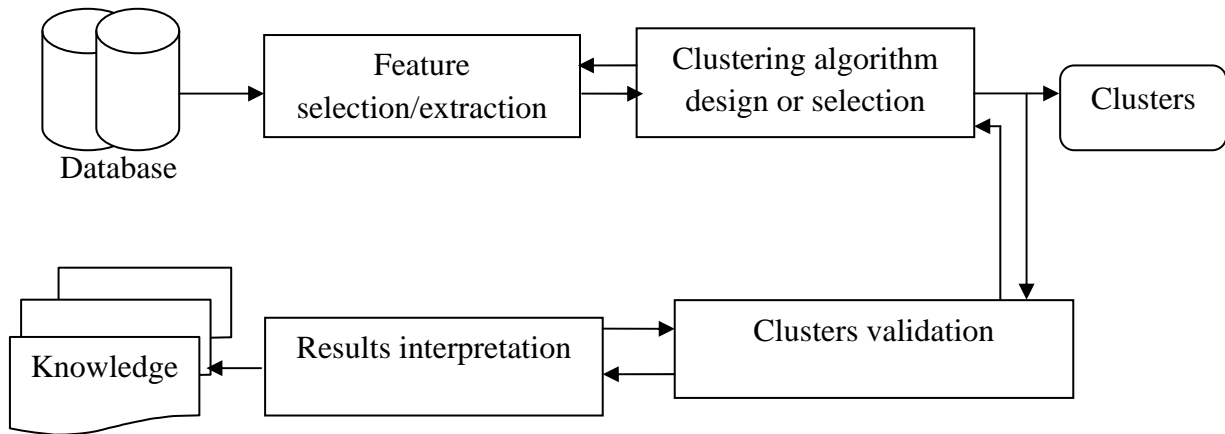 Feature
selection/extraction
Clustering algorithm
design or selection
Clusters
Database
Knowledge
Results interpretation
Clusters validation